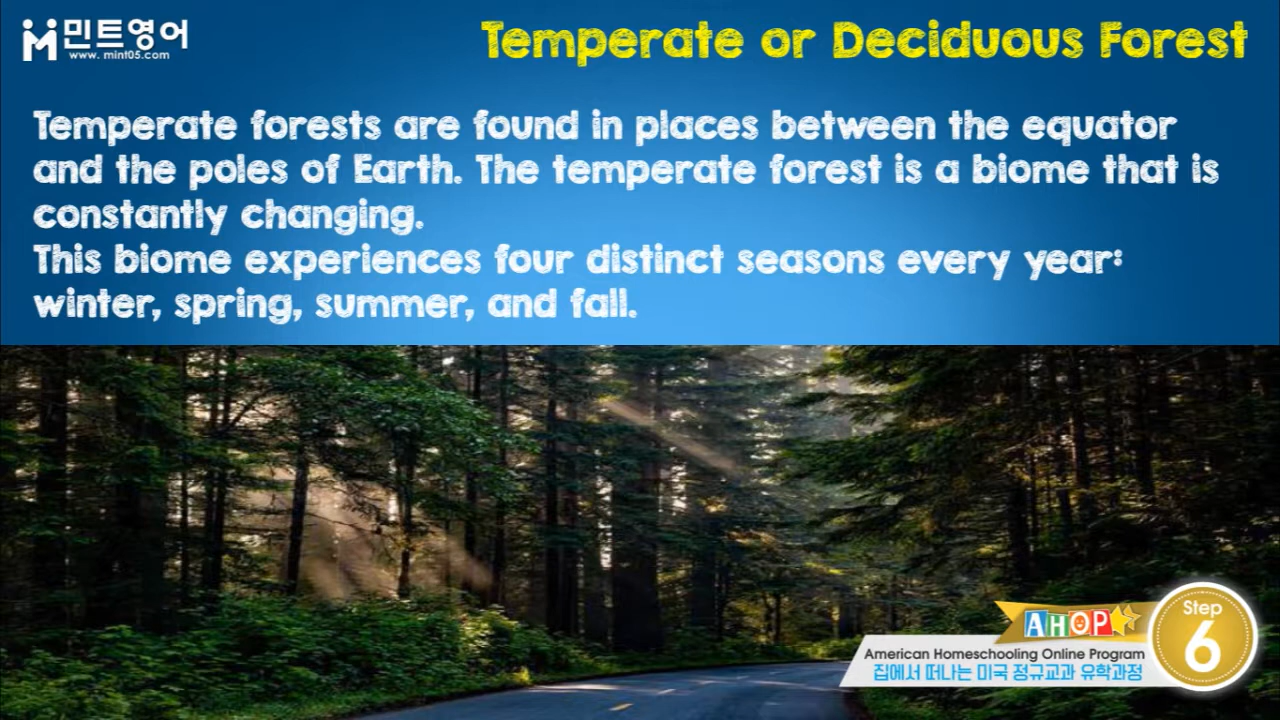 민트영어
www. mint05.com
Temperate or Deciduous Forest
Temperate forests are found in places between the equator
and the poles of Earth. The temperate forest is a biome that is
constantly changing.
This biome experiences four distinct seasons every year:
winter, spring, summer, and fall.
AHOP
Step
6
American Homeschooling Online Program
집에서 떠나는 미국 정규교과 유학과정